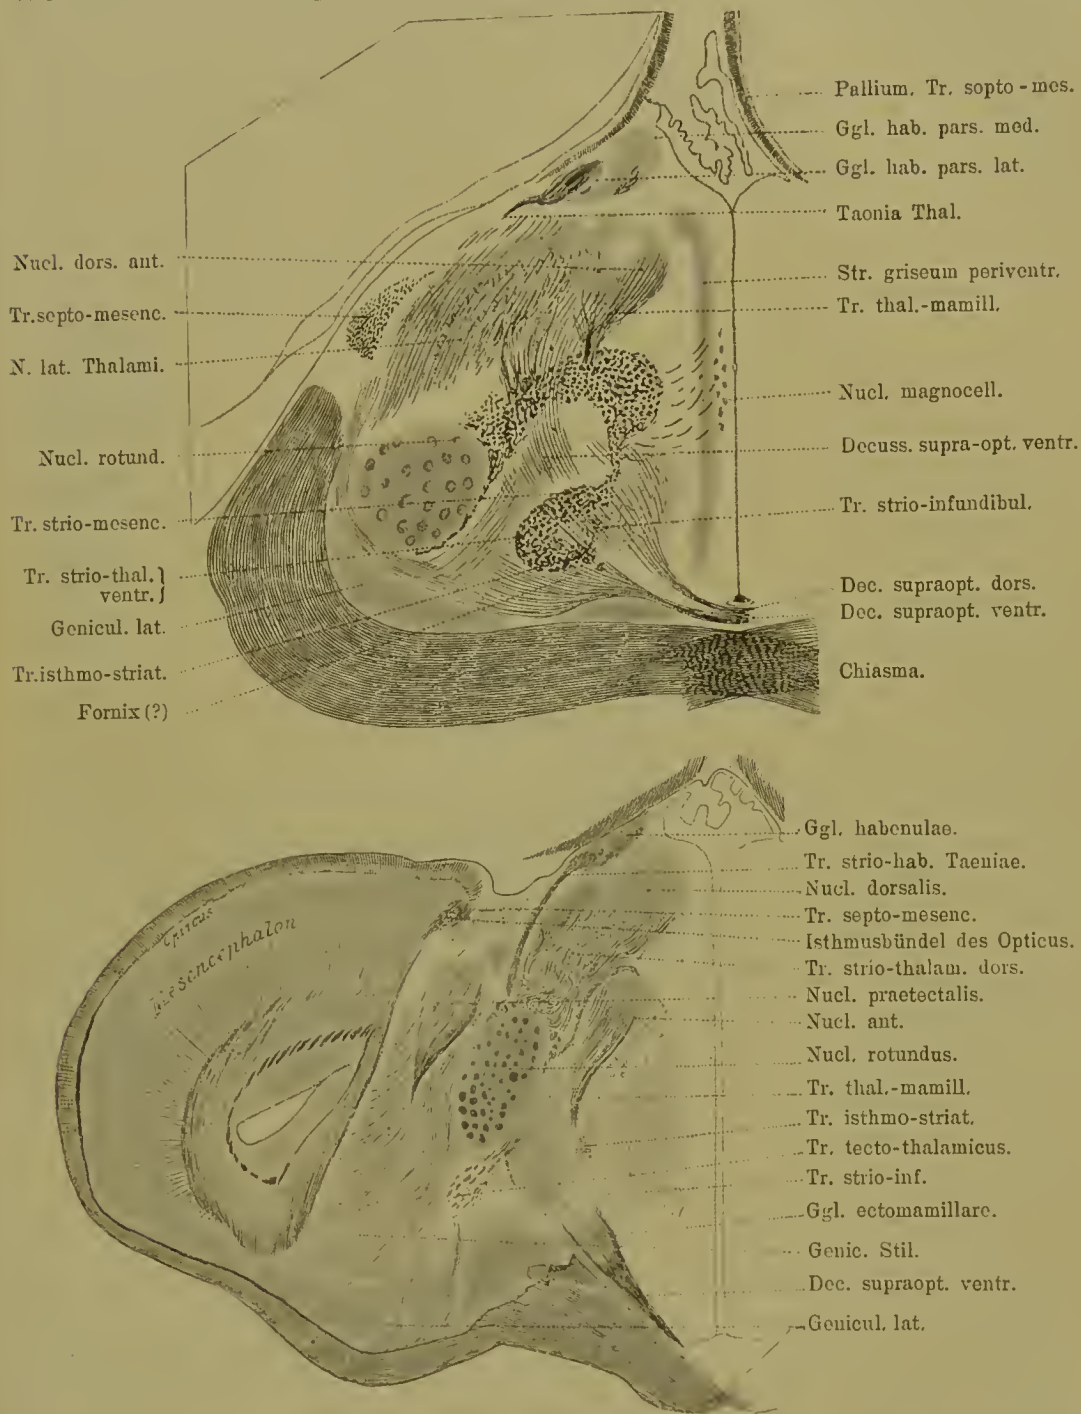 Pallium. Tr. sopto-mes.
Ggl. hab. pars. med.
Ggl. hab. pars. lat.
Taonia Thal.
Str. griseum periventr.
Tr. thal.-mamill.
Nucl. magnocell.
Decuss. supra-opt. ventr.
Tr. strio-infundibul.
Dec. supraopt. dors.
Dec. supraopt. ventr.
Chiasma.
Nucl. dors. ant.
Tr. septo-mesenc.
N. lat. Thalami.
Nucl. rotund.
Tr. strio-mesenc.
Tr. strio-thal.}
ventr.}
Genicul. lat.
Tr. isthmo-striat.
Fornix (?)
Mesencephalon
Ggl. habenulae.
Tr. strio-hab. Taeniae.
Nucl. dorsalis.
Tr. septo-mesenc.
Isthmusbündel des Opticus.
Tr. strio-thalam. dors.
Nucl. praetectalis.
Nucl. ant.
Nucl. rotundus.
Tr. thal.-mamill.
Tr. isthmo-striat.
Tr. tecto-thalamicus.
Tr. strio-inf.
Ggl. ectomamillare.
Genic. Stil.
Dec. supraopt. ventr.
Genicul. lat.